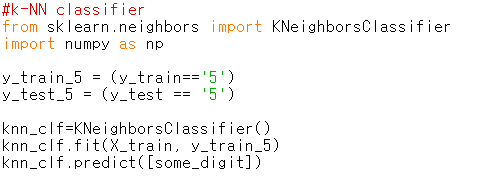 #k-NN classifier
from sklearn.neighbors import KNeighborsClassifier
import numpy as np
y_train_5 = (y_train=='5')
y_test_5 = (y_test == '5')
knn_clf=KNeighborsClassifier()
knn_clf.fit(X_train, y_train_5)
knn_clf.predict([some_digit])